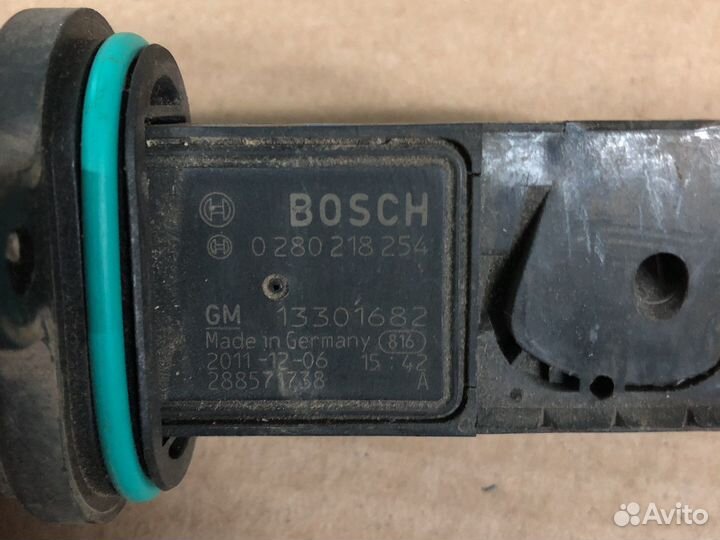 BOSCH
0 280 218 254
GM 13301682
Made in Germany 816
2011-12-06 15:42
288571738 A
Avito